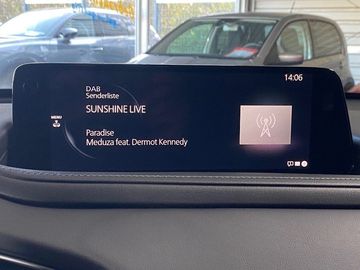 14:06
DAB
Senderliste
SUNSHINE LIVE
MENU
Paradise
Meduza feat. Dermot Kennedy